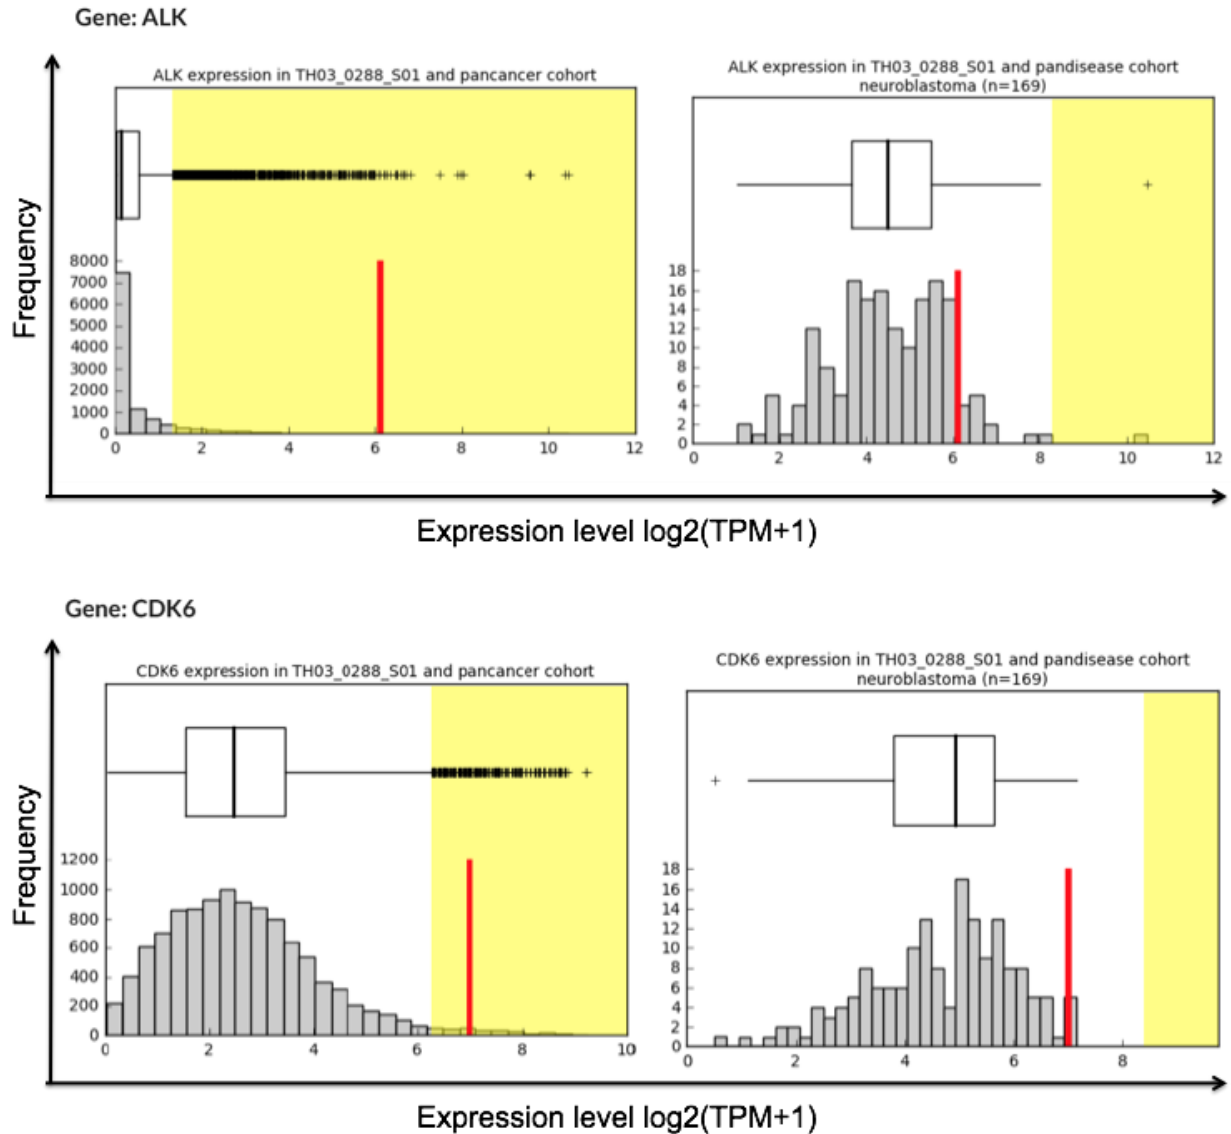 Gene: ALK
ALK expression in TH03_0288_S01 and pancancer cohort
Frequency
8000
7000
6000
5000
4000
3000
2000
1000
0
0 2 4 6 8 10 12
ALK expression in TH03_0288_S01 and pandisease cohort
neuroblastoma (n=169)
18
16
14
12
10
8
6
4
2
0
0 2 4 6 8 10 12
Expression level log2(TPM+1)
Gene: CDK6
CDK6 expression in TH03_0288_S01 and pancancer cohort
Frequency
1200
1000
800
600
400
200
0
0 2 4 6 8 10
CDK6 expression in TH03_0288_S01 and pandisease cohort
neuroblastoma (n=169)
18
16
14
12
10
8
6
4
2
0
0 2 4 6 8
Expression level log2(TPM+1)